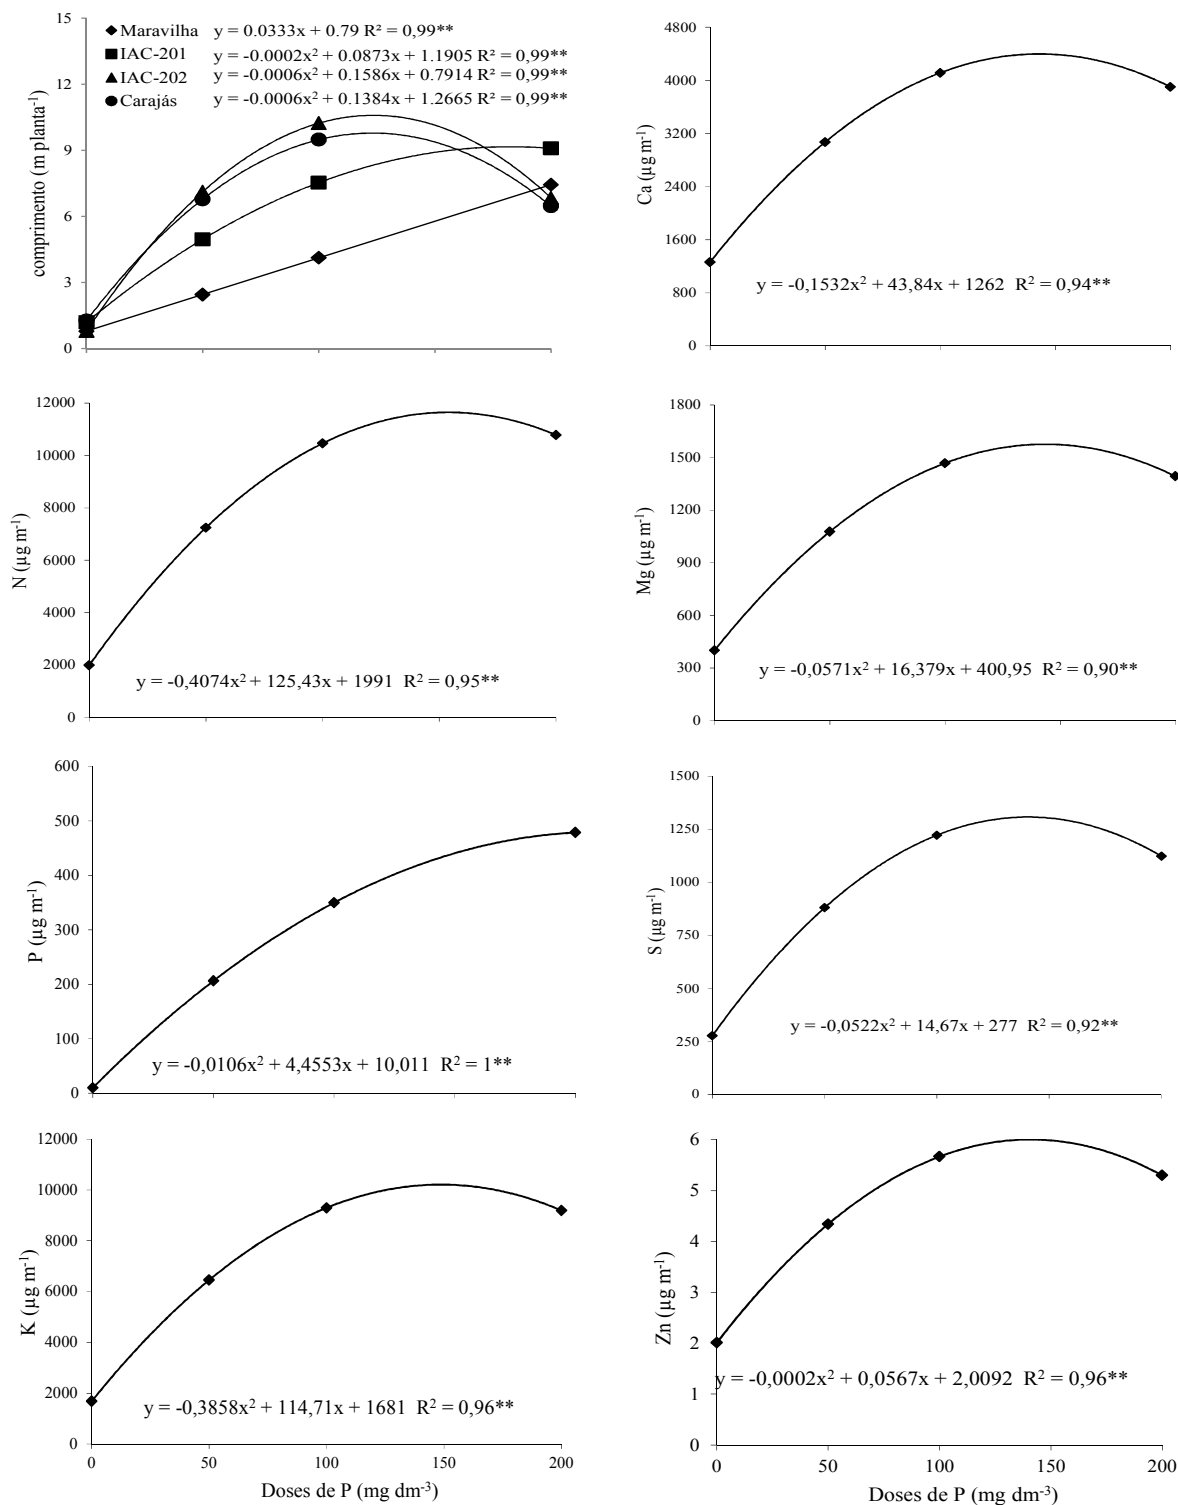 15
12
9
6
3
0
comprimento (m planta⁻¹)
Maravilha y = 0.0333x + 0.79 R² = 0,99**
IAC-201 y = -0.0002x² + 0.0873x + 1.1905 R² = 0,99**
IAC-202 y = -0.0006x² + 0.1586x + 0.7914 R² = 0,99**
Carajás y = -0.0006x² + 0.1384x + 1.2665 R² = 0,99**
4800
4000
3200
2400
1600
800
0
Ca (µg m⁻¹)
y = -0,1532x² + 43,84x + 1262 R² = 0,94**
12000
10000
8000
6000
4000
2000
0
N (µg m⁻¹)
y = -0,4074x² + 125,43x + 1991 R² = 0,95**
1800
1500
1200
900
600
300
0
Mg (µg m⁻¹)
y = -0,0571x² + 16,379x + 400,95 R² = 0,90**
600
500
400
300
200
100
0
P (µg m⁻¹)
y = -0,0106x² + 4,4553x + 10,011 R² = 1**
1500
1250
1000
750
500
250
0
S (µg m⁻¹)
y = -0,0522x² + 14,67x + 277 R² = 0,92**
12000
10000
8000
6000
4000
2000
0
K (µg m⁻¹)
y = -0,3858x² + 114,71x + 1681 R² = 0,96**
0 50 100 150 200
Doses de P (mg dm⁻³)
6
5
4
3
2
1
0
Zn (µg m⁻¹)
y = -0,0002x² + 0,0567x + 2,0092 R² = 0,96**
0 50 100 150 200
Doses de P (mg dm⁻³)